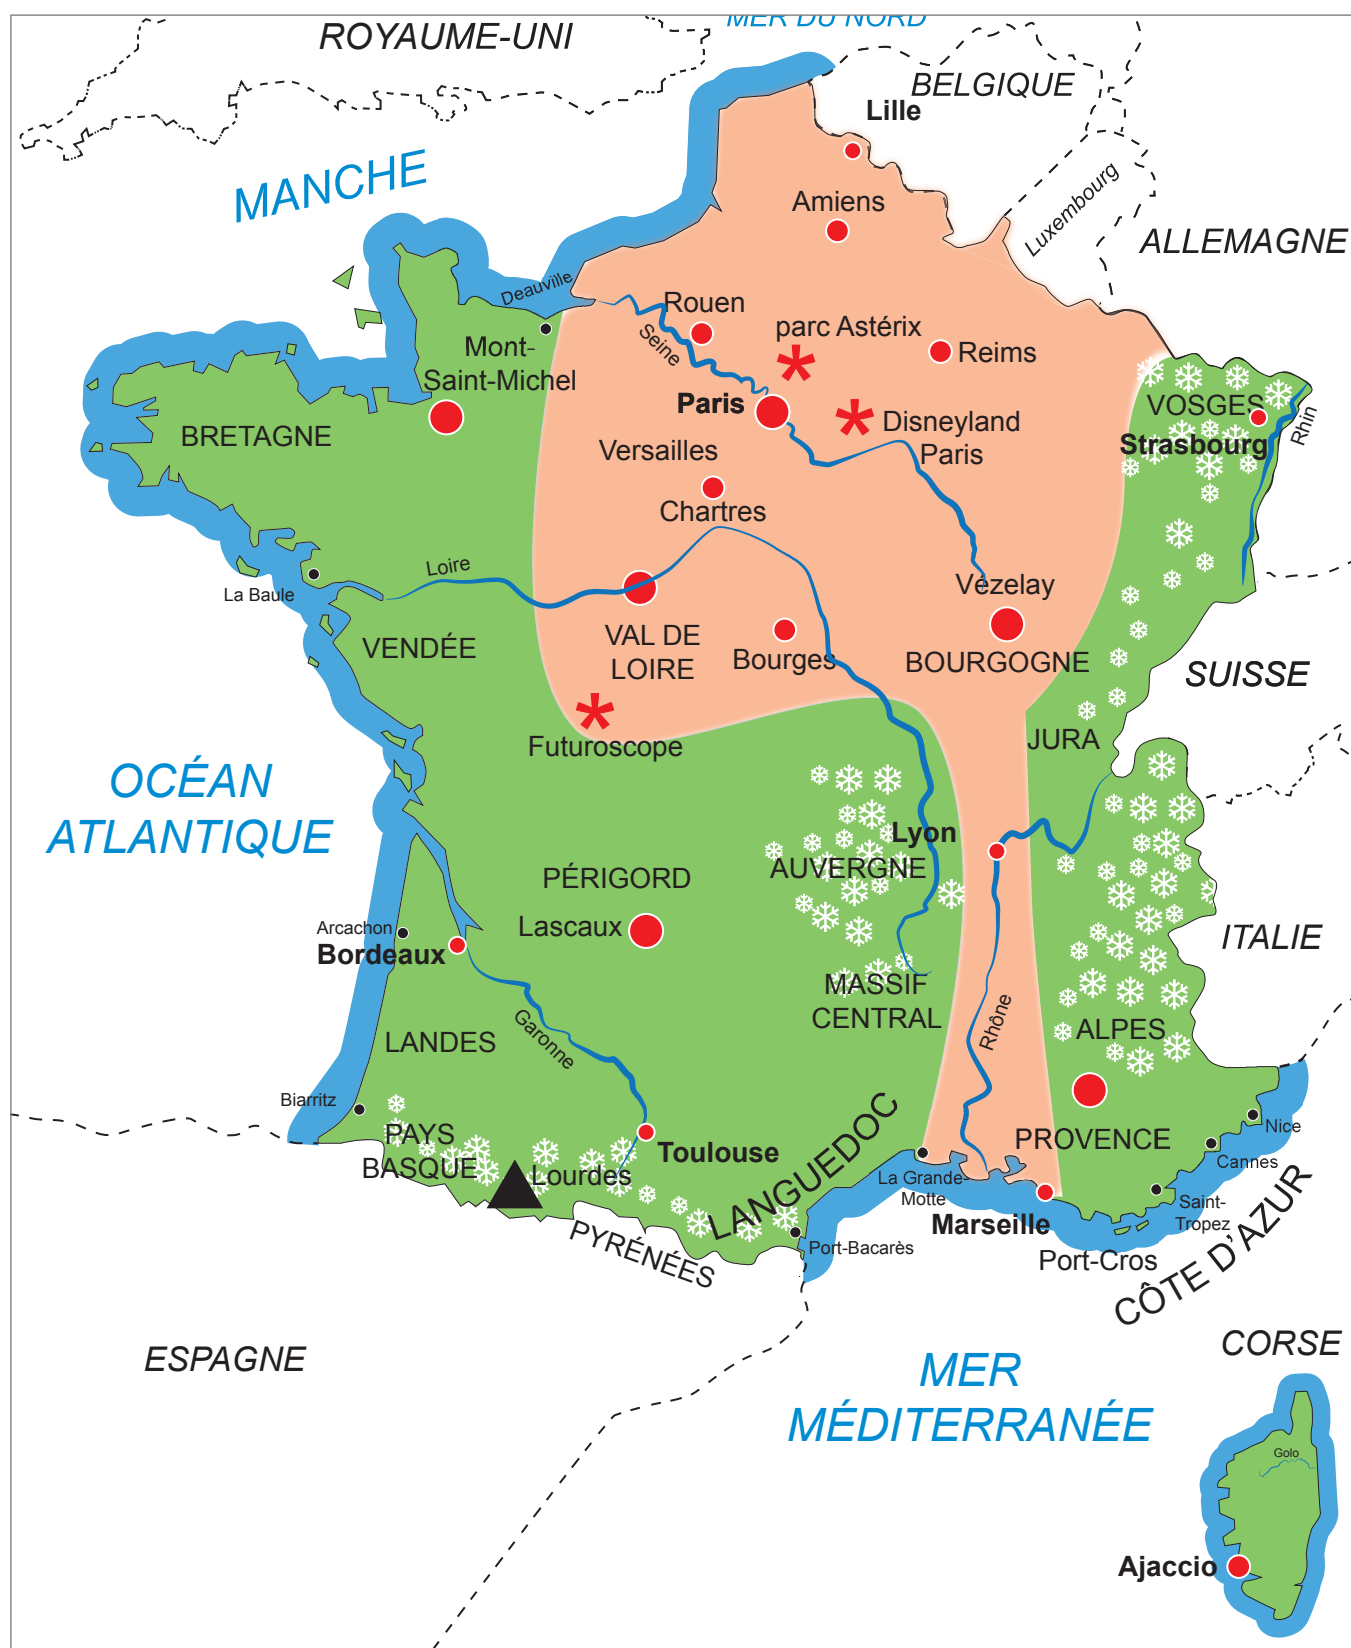 MER DU NORD
ROYAUME-UNI
BELGIQUE
Lille
MANCHE
Luxembourg
Amiens
ALLEMAGNE
Deauville
Rouen
Seine
parc Astérix
Reims
Mont-
Saint-Michel
Paris
VOSGES
Rhin
BRETAGNE
Disneyland
Paris
Strasbourg
Versailles
Chartres
Loire
La Baule
Vézelay
VENDÉE
VAL DE
LOIRE
Bourges
BOURGOGNE
SUISSE
Futuroscope
JURA
OCÉAN
ATLANTIQUE
Lyon
AUVERGNE
PÉRIGORD
Lascaux
Arcachon
Bordeaux
ITALIE
MASSIF
CENTRAL
Rhône
ALPES
LANDES
Garonne
Biarritz
PAYS
BASQUE
Lourdes
Toulouse
LANGUEDOC
PROVENCE
Nice
Cannes
La Grande-
Motte
Saint-
Tropez
Marseille
PYRÉNÉES
Port-Bacarès
Port-Cros
CÔTE D'AZUR
ESPAGNE
CORSE
MER
MÉDITERRANÉE
Golo
Ajaccio